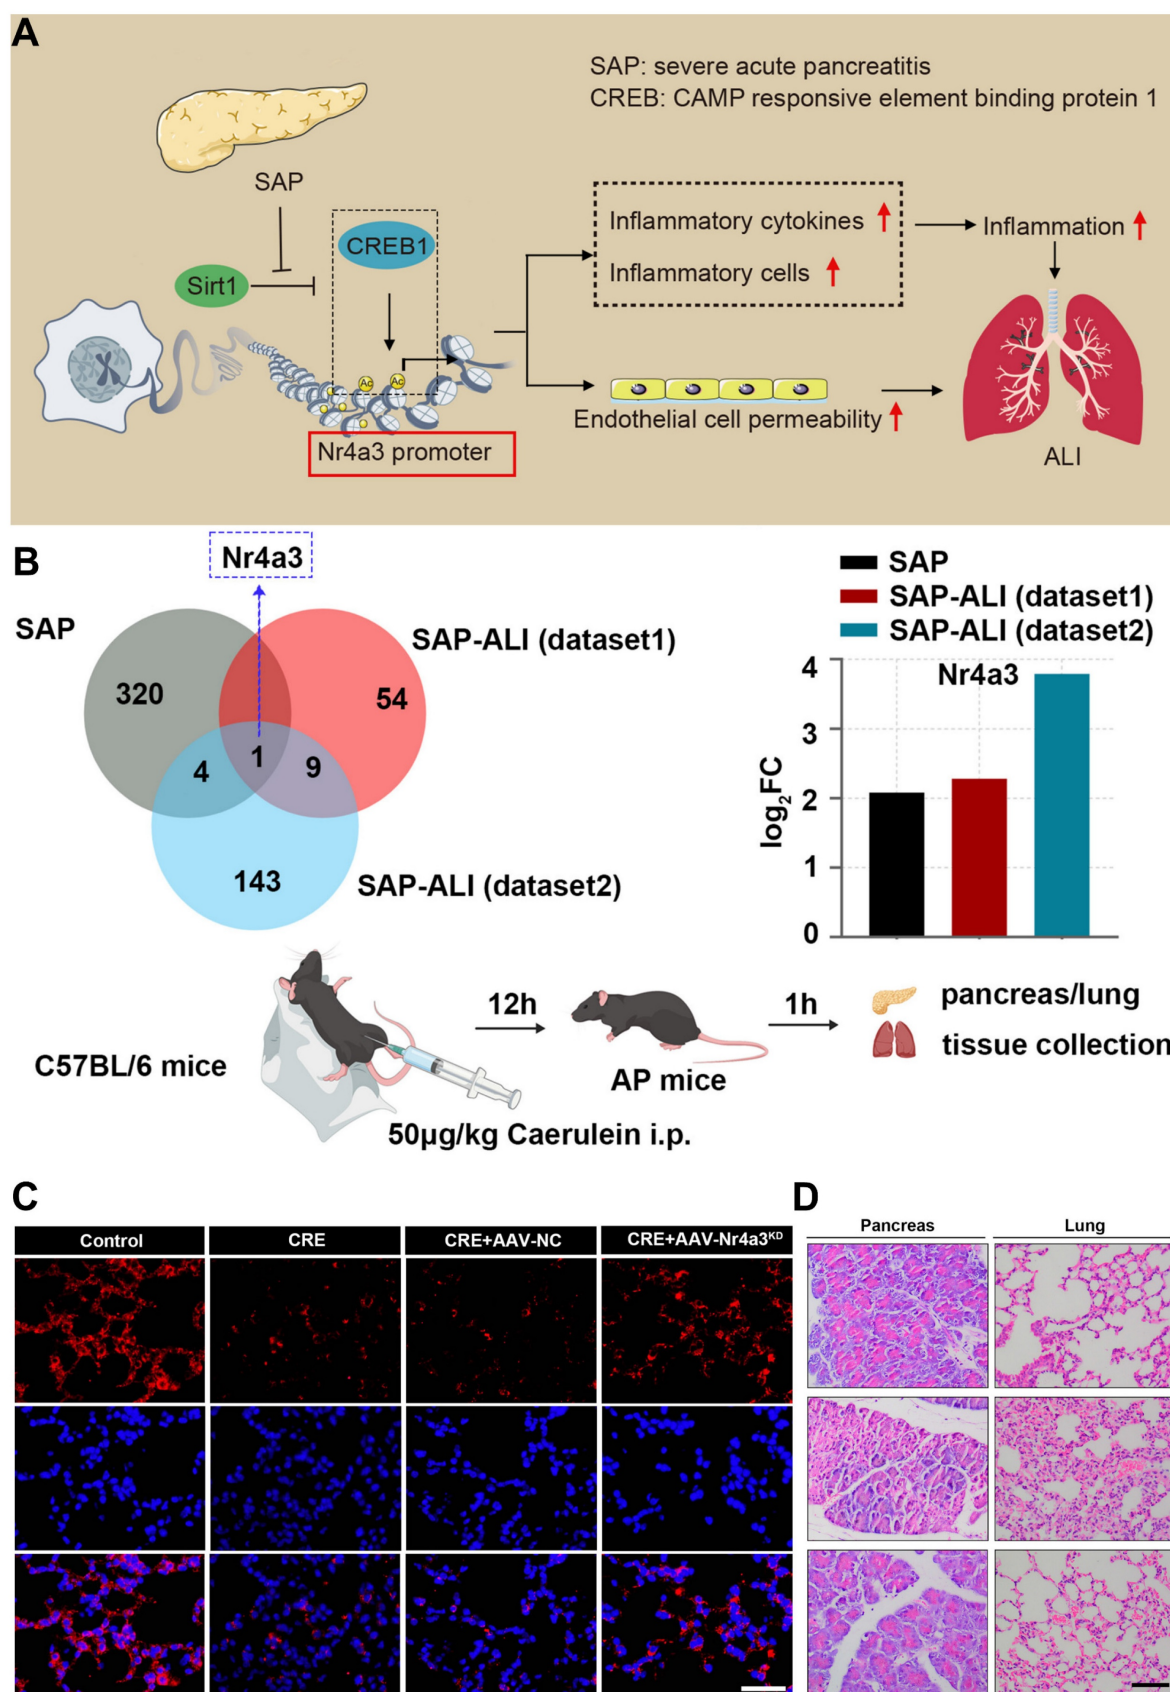 A
SAP: severe acute pancreatitis
CREB: CAMP responsive element binding protein 1
SAP
CREB1
Sirt1
Ac
Ac
Nr4a3 promoter
Inflammatory cytokines
Inflammatory cells
Inflammation
Endothelial cell permeability
ALI
B
Nr4a3
SAP
SAP-ALI (dataset1)
320
54
4
1
9
143
SAP-ALI (dataset2)
SAP
SAP-ALI (dataset1)
SAP-ALI (dataset2)
Nr4a3
log₂FC
4
3
2
1
0
C57BL/6 mice
50μg/kg Caerulein i.p.
12h
AP mice
1h
pancreas/lung
tissue collection
C
Control
CRE
CRE+AAV-NC
CRE+AAV-Nr4a3ᴷᴰ
D
Pancreas
Lung